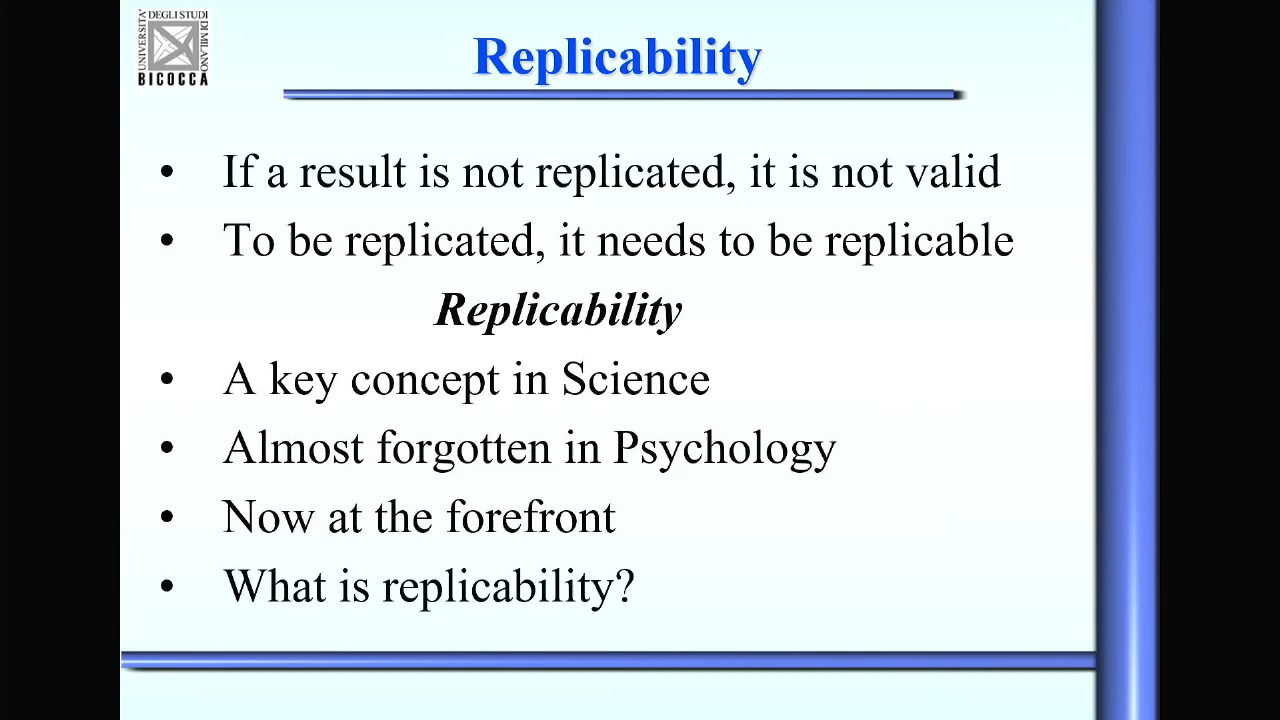 UNIVERSITA' DEGLI STUDI DI MILANO
BICOCCA
Replicability
• If a result is not replicated, it is not valid
• To be replicated, it needs to be replicable
Replicability
• A key concept in Science
• Almost forgotten in Psychology
• Now at the forefront
• What is replicability?